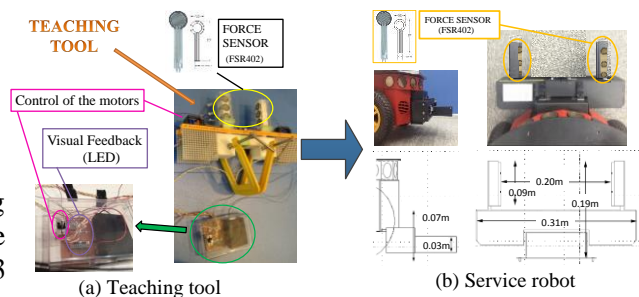 TEACHING
TOOL
FORCE
SENSOR
(FSR402)
Control of the motors
Visual Feedback
(LED)
(a) Teaching tool
FORCE SENSOR
(FSR402)
0.20m
0.09m
0.19m
0.31m
0.07m
0.03m
(b) Service robot
g
e
8